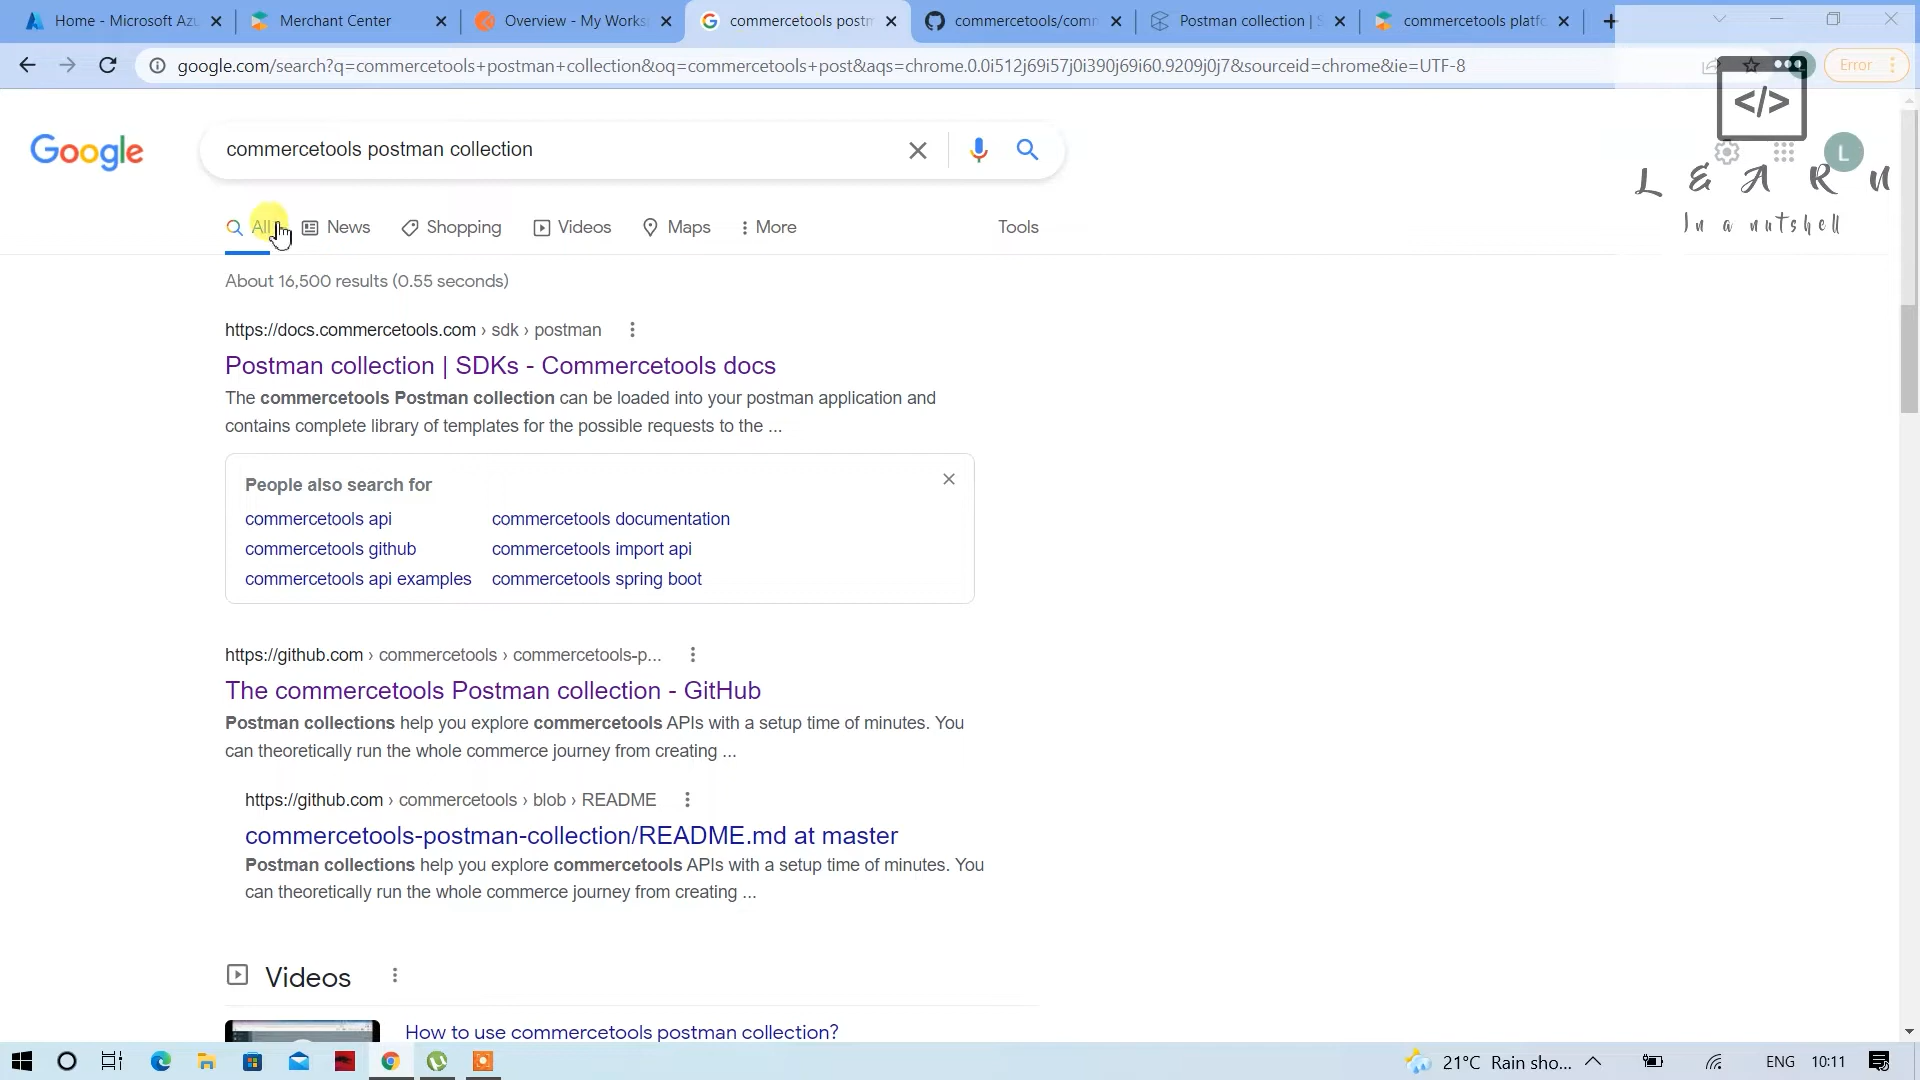 Home - Microsoft Az
Merchant Center
Overview - My Works
commercetools postm
commercetools/comm
Postman collection | S
commercetools platfo
google.com/search?q=commercetools+postman+collection&oq=commercetools+post&aqs=chrome.0.0i512j69i57j0i390j69i60.9209j0j7&sourceid=chrome&ie=UTF-8
Error
Google
commercetools postman collection
</>
L
LEARN
In a nutshell
All
News
Shopping
Videos
Maps
More
Tools
About 16,500 results (0.55 seconds)
https://docs.commercetools.com › sdk › postman
Postman collection | SDKs - Commercetools docs
The commercetools Postman collection can be loaded into your postman application and
contains complete library of templates for the possible requests to the ...
People also search for
commercetools api
commercetools documentation
commercetools github
commercetools import api
commercetools api examples
commercetools spring boot
https://github.com › commercetools › commercetools-p...
The commercetools Postman collection - GitHub
Postman collections help you explore commercetools APIs with a setup time of minutes. You
can theoretically run the whole commerce journey from creating ...
https://github.com › commercetools › blob › README
commercetools-postman-collection/README.md at master
Postman collections help you explore commercetools APIs with a setup time of minutes. You
can theoretically run the whole commerce journey from creating ...
Videos
How to use commercetools postman collection?
21°C Rain sho...
ENG
10:11